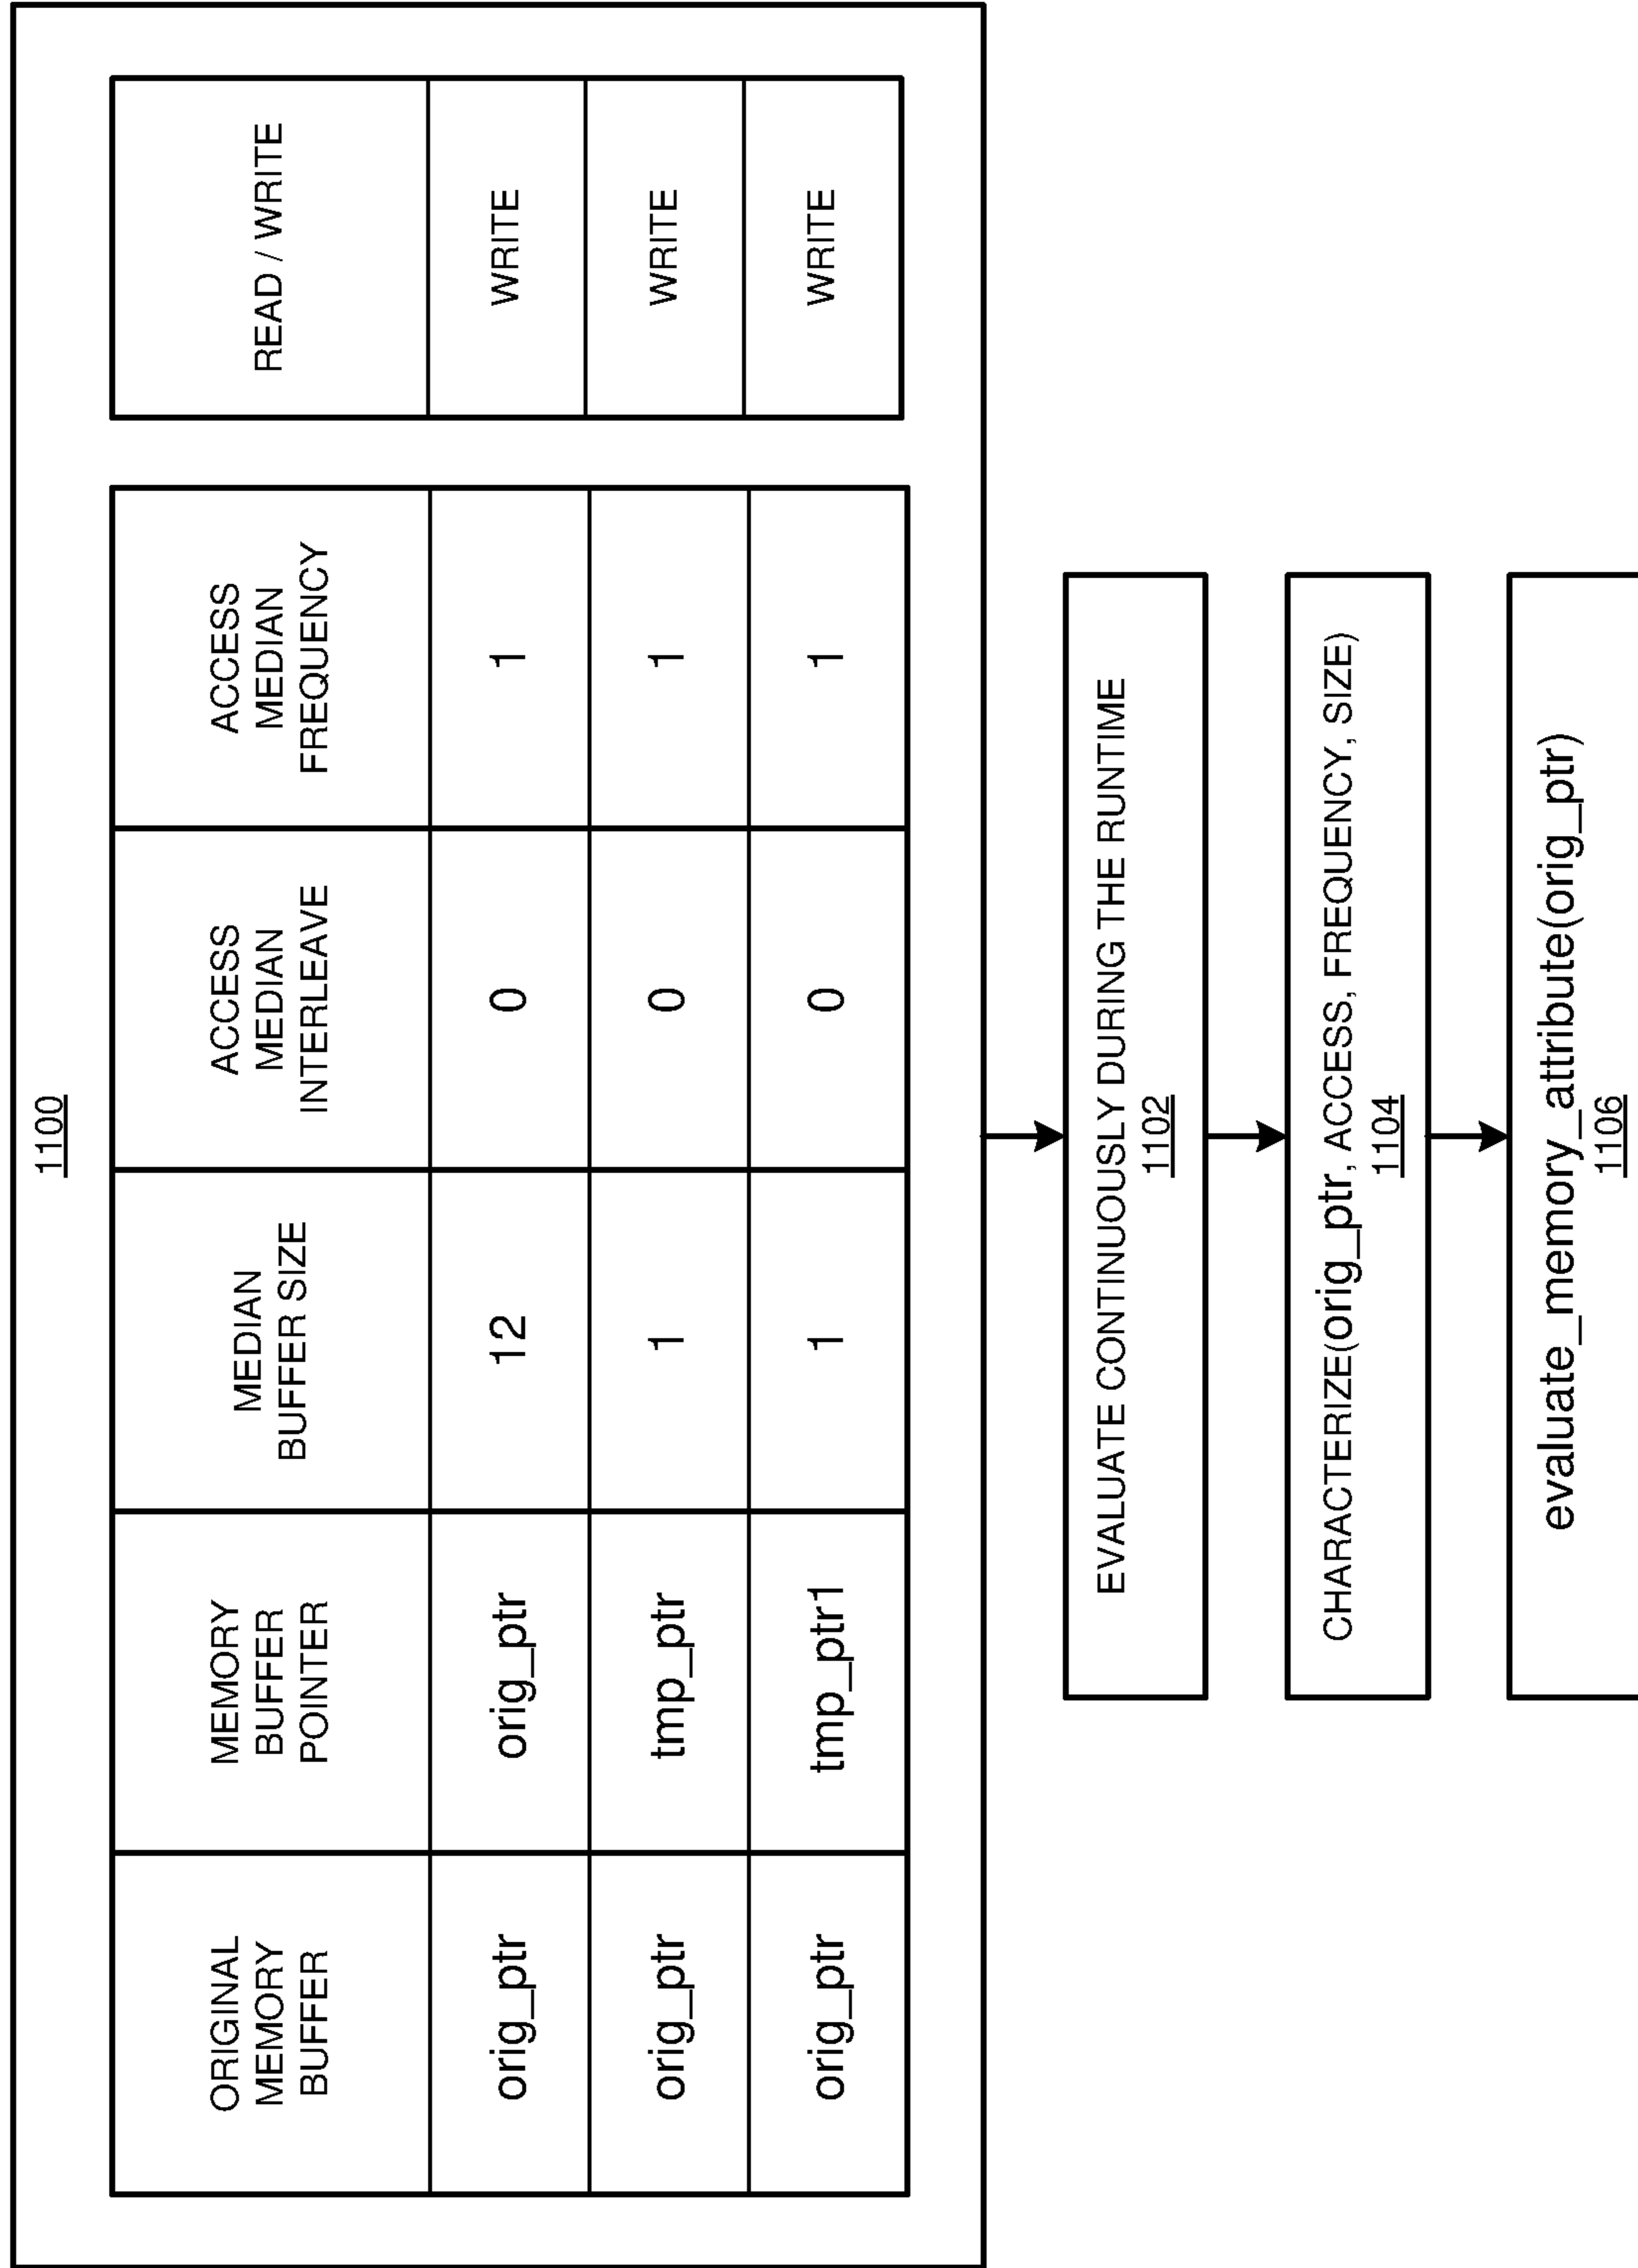 1100
ORIGINAL
MEMORY
BUFFER
MEMORY
BUFFER
POINTER
MEDIAN
BUFFER SIZE
ACCESS
MEDIAN
INTERLEAVE
ACCESS
MEDIAN
FREQUENCY
READ / WRITE
orig_ptr
orig_ptr
12
0
1
WRITE
orig_ptr
tmp_ptr
1
0
1
WRITE
orig_ptr
tmp_ptr1
1
0
1
WRITE
EVALUATE CONTINUOUSLY DURING THE RUNTIME
1102
CHARACTERIZE(orig_ptr, ACCESS, FREQUENCY, SIZE)
1104
evaluate_memory_attribute(orig_ptr)
1106